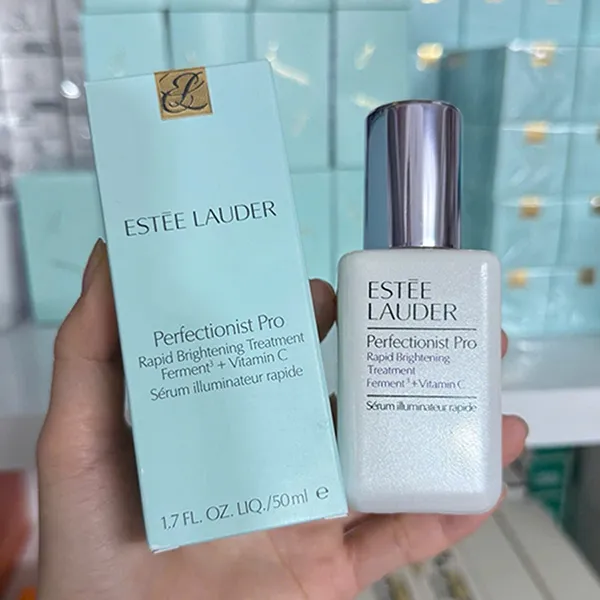 ESTĒE LAUDER
Perfectionist Pro
Rapid Brightening Treatment
Ferment³ + Vitamin C
Sérum illuminateur rapide
1.7 FL. OZ. LIQ./50 ml e
ESTĒE
LAUDER
Perfectionist Pro
Rapid Brightening
Treatment
Ferment³ + Vitamin C
Sérum illuminateur rapide